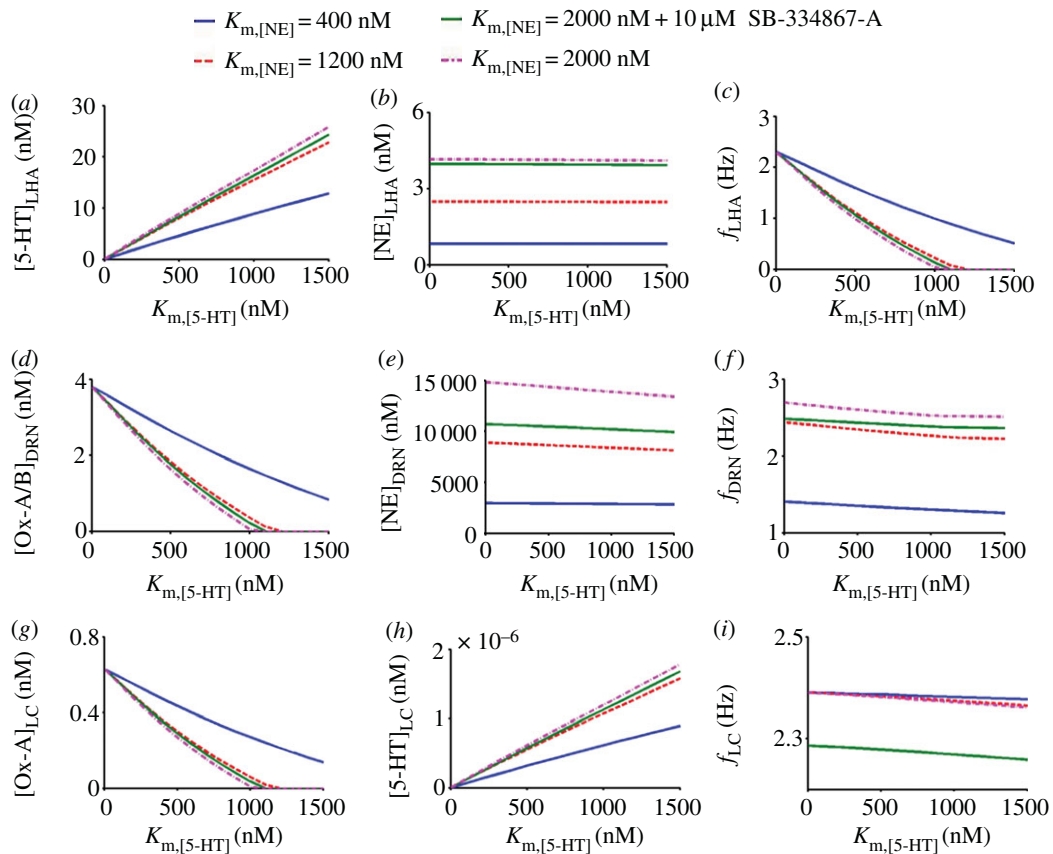 K_m,[NE] = 400 nM
K_m,[NE] = 2000 nM + 10 μM SB-334867-A
K_m,[NE] = 1200 nM
K_m,[NE] = 2000 nM
(a)
[5-HT]_LHA (nM)
30
20
10
0
0 500 1000 1500
K_m,[5-HT] (nM)
(b)
[NE]_LHA (nM)
6
3
0
0 500 1000 1500
K_m,[5-HT] (nM)
(c)
f_LHA (Hz)
3
2
1
0
0 500 1000 1500
K_m,[5-HT] (nM)
(d)
[Ox-A/B]_DRN (nM)
4
2
0
0 500 1000 1500
K_m,[5-HT] (nM)
(e)
[NE]_DRN (nM)
15 000
10 000
5000
0
0 500 1000 1500
K_m,[5-HT] (nM)
(f)
f_DRN (Hz)
3
2
1
0 500 1000 1500
K_m,[5-HT] (nM)
(g)
[Ox-A]_LC (nM)
0.8
0.4
0
0 500 1000 1500
K_m,[5-HT] (nM)
(h)
[5-HT]_LC (nM)
× 10⁻⁶
2
1
0
0 500 1000 1500
K_m,[5-HT] (nM)
(i)
f_LC (Hz)
2.5
2.3
0 500 1000 1500
K_m,[5-HT] (nM)